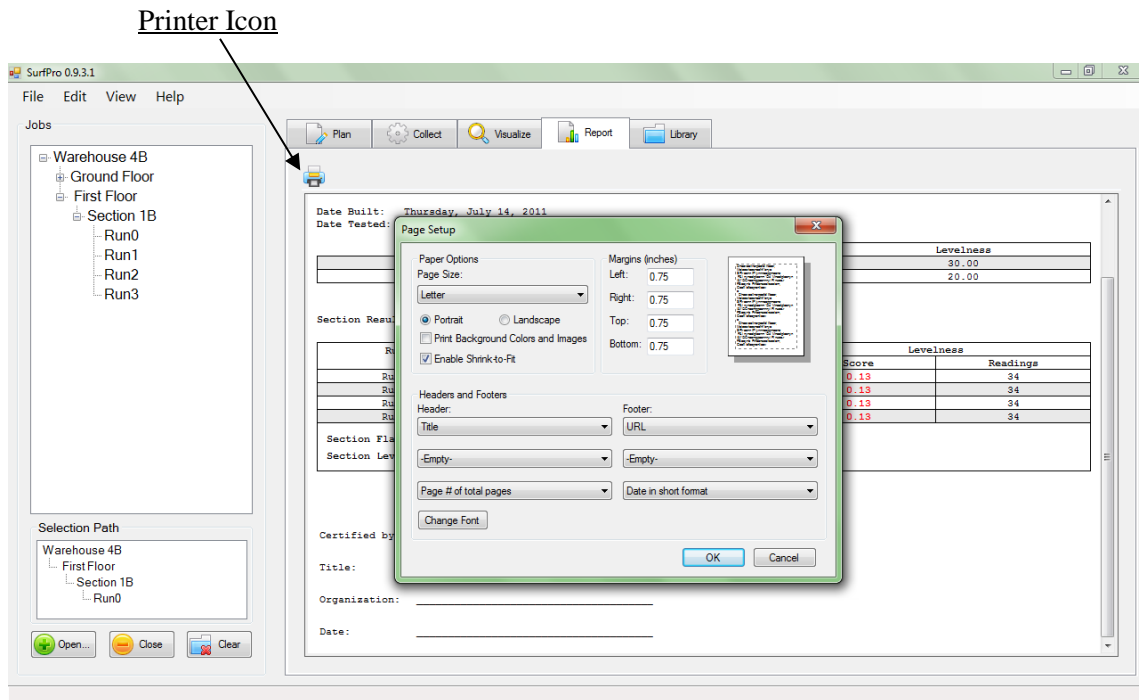 Printer Icon
SurfPro 0.9.3.1
File Edit View Help
Jobs
Warehouse 4B
Ground Floor
First Floor
Section 1B
Run0
Run1
Run2
Run3
Selection Path
Warehouse 4B
First Floor
Section 1B
Run0
Open... Close Clear
Plan Collect Visualize Report Library
Date Built: Thursday, July 14, 2011
Date Tested:
Levelness
30.00
20.00
Section Resu
Ru
Levelness
Score Readings
Ru 0.13 34
Ru 0.13 34
Ru 0.13 34
Ru 0.13 34
Section Fla
Section Lev
Certified by
Title:
Organization:
Date:
Page Setup
Paper Options
Page Size:
Letter
Portrait Landscape
Print Background Colors and Images
Enable Shrink-to-Fit
Margins (inches)
Left: 0.75
Right: 0.75
Top: 0.75
Bottom: 0.75
Headers and Footers
Header: Footer:
Title URL
-Empty- -Empty-
Page # of total pages Date in short format
Change Font
OK Cancel